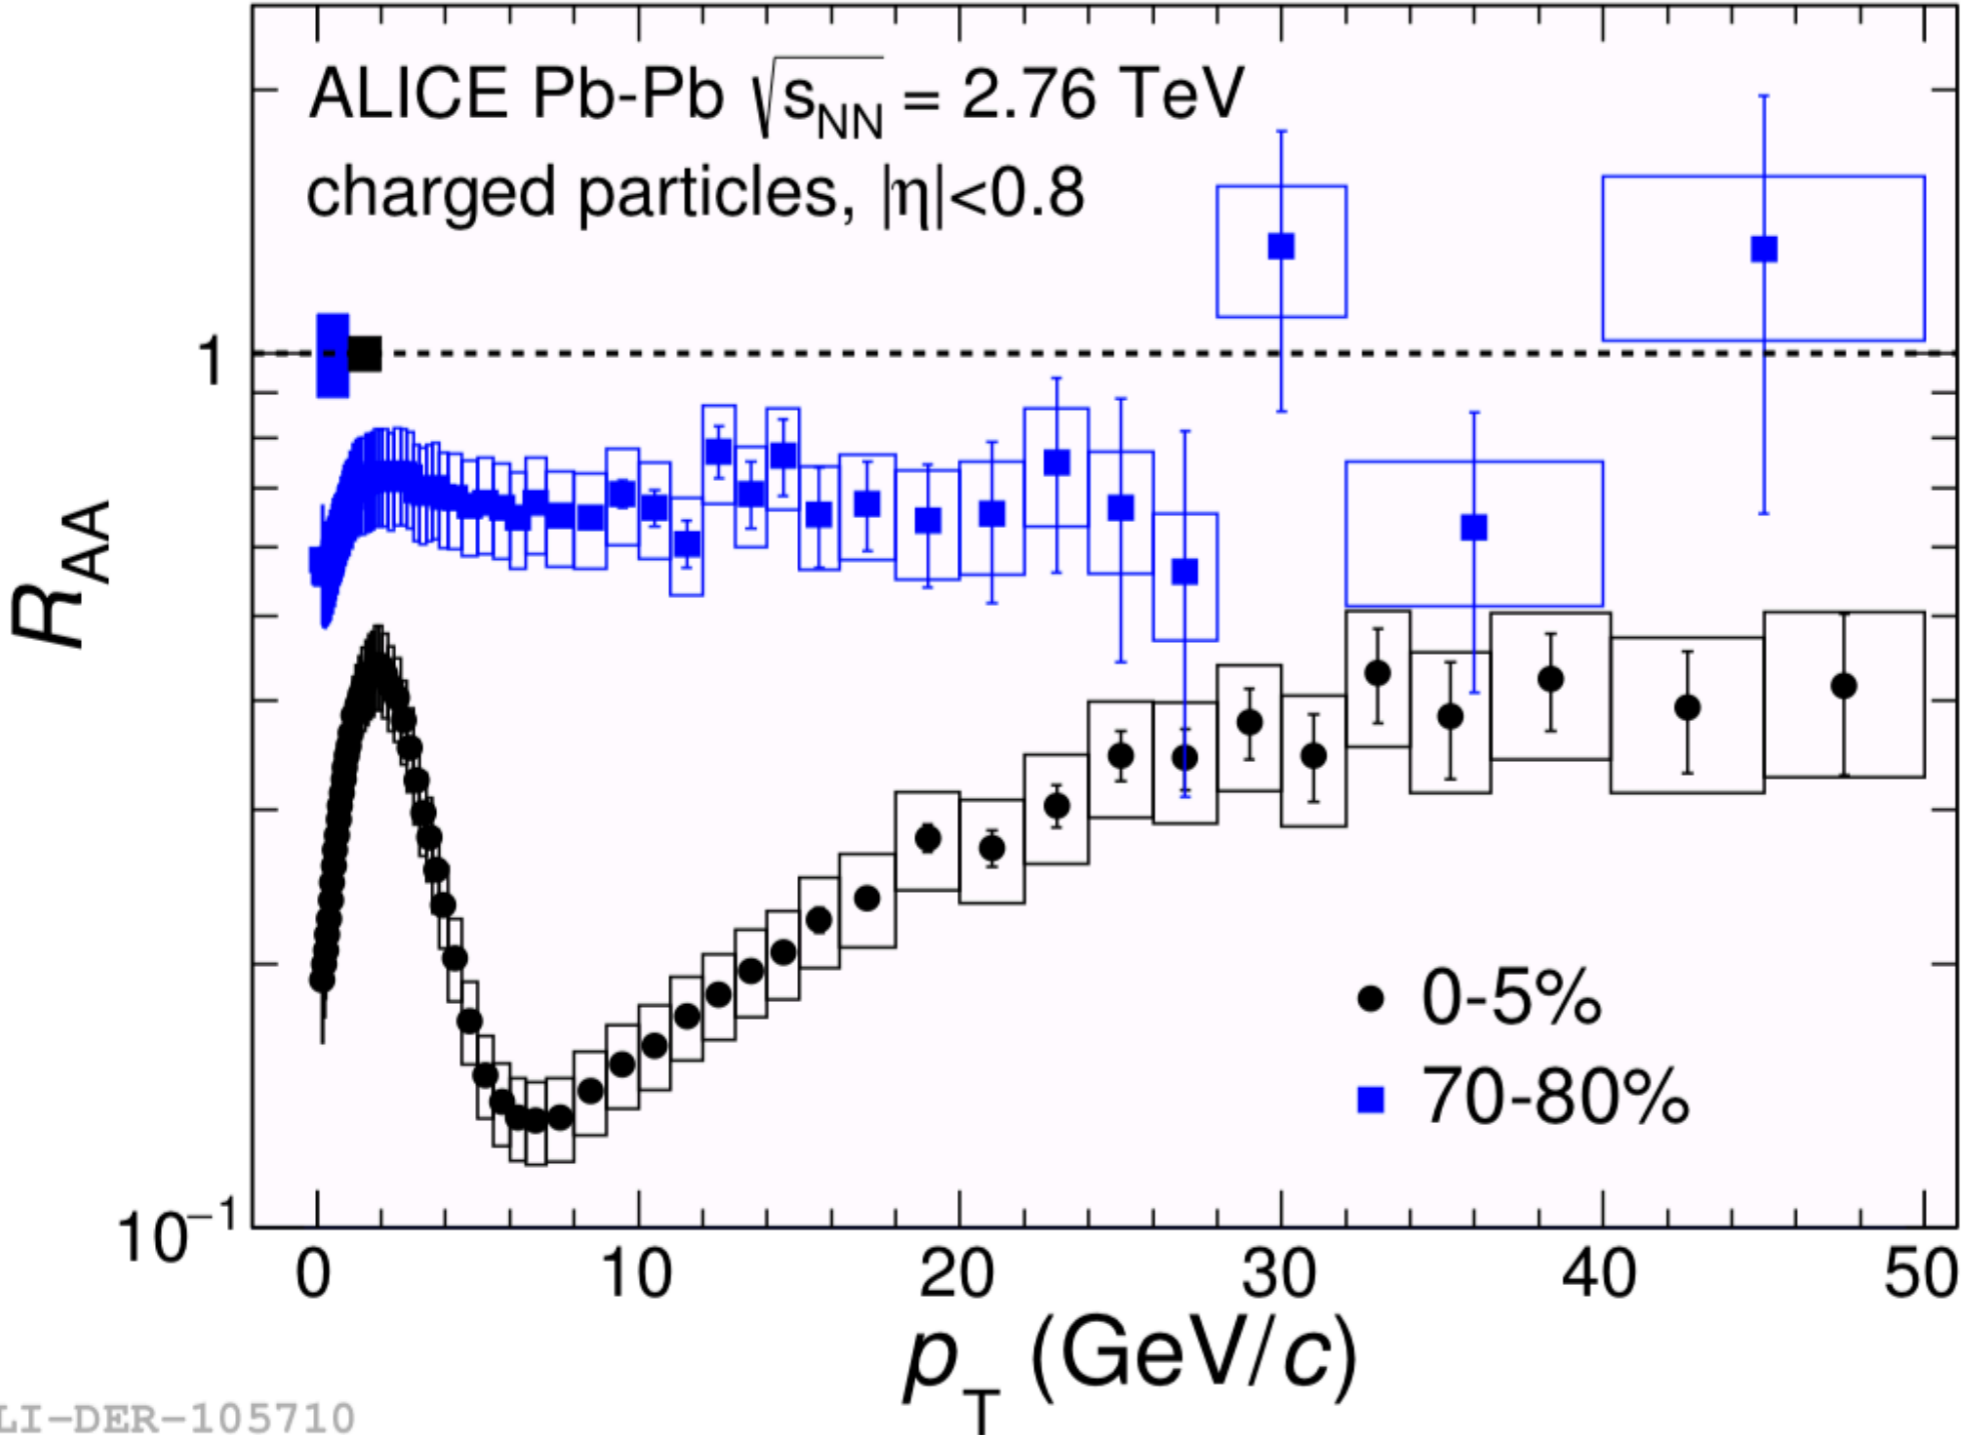 ALICE Pb-Pb √sNN = 2.76 TeV
charged particles, |η|<0.8
1
RAA
0-5%
70-80%
10−1
0 10 20 30 40 50
pT (GeV/c)
LI-DER-105710